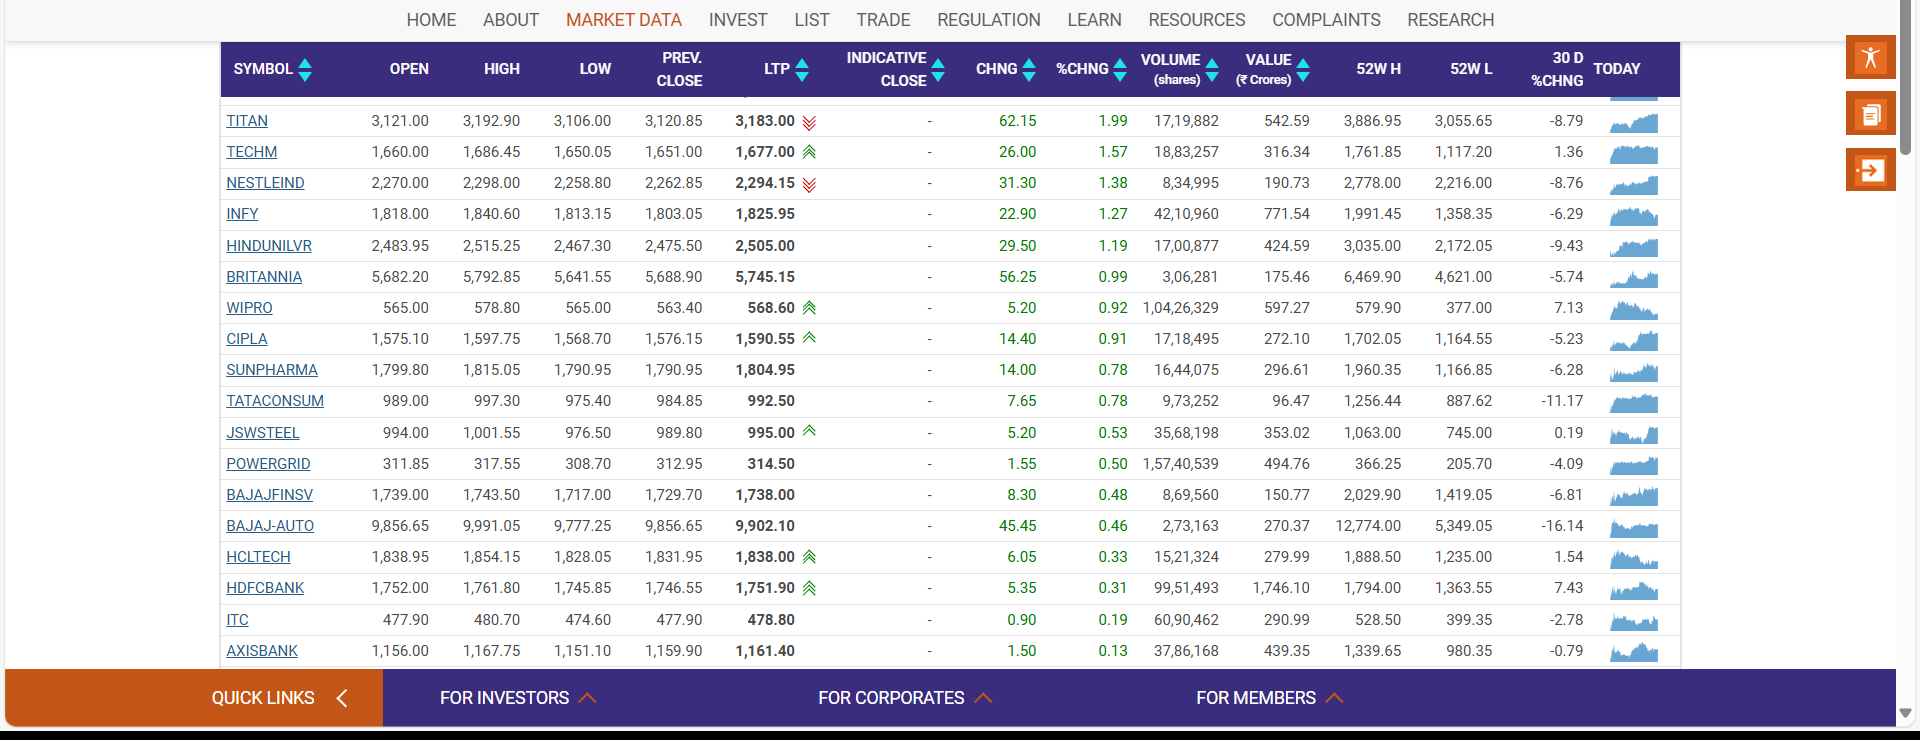 HOME ABOUT MARKET DATA INVEST LIST TRADE REGULATION LEARN RESOURCES COMPLAINTS RESEARCH
SYMBOL OPEN HIGH LOW PREV. CLOSE LTP INDICATIVE CLOSE CHNG %CHNG VOLUME (shares) VALUE (₹ Crores) 52W H 52W L 30 D %CHNG TODAY
TITAN 3,121.00 3,192.90 3,106.00 3,120.85 3,183.00 - 62.15 1.99 17,19,882 542.59 3,886.95 3,055.65 -8.79
TECHM 1,660.00 1,686.45 1,650.05 1,651.00 1,677.00 - 26.00 1.57 18,83,257 316.34 1,761.85 1,117.20 1.36
NESTLEIND 2,270.00 2,298.00 2,258.80 2,262.85 2,294.15 - 31.30 1.38 8,34,995 190.73 2,778.00 2,216.00 -8.76
INFY 1,818.00 1,840.60 1,813.15 1,803.05 1,825.95 - 22.90 1.27 42,10,960 771.54 1,991.45 1,358.35 -6.29
HINDUNILVR 2,483.95 2,515.25 2,467.30 2,475.50 2,505.00 - 29.50 1.19 17,00,877 424.59 3,035.00 2,172.05 -9.43
BRITANNIA 5,682.20 5,792.85 5,641.55 5,688.90 5,745.15 - 56.25 0.99 3,06,281 175.46 6,469.90 4,621.00 -5.74
WIPRO 565.00 578.80 565.00 563.40 568.60 - 5.20 0.92 1,04,26,329 597.27 579.90 377.00 7.13
CIPLA 1,575.10 1,597.75 1,568.70 1,576.15 1,590.55 - 14.40 0.91 17,18,495 272.10 1,702.05 1,164.55 -5.23
SUNPHARMA 1,799.80 1,815.05 1,790.95 1,790.95 1,804.95 - 14.00 0.78 16,44,075 296.61 1,960.35 1,166.85 -6.28
TATACONSUM 989.00 997.30 975.40 984.85 992.50 - 7.65 0.78 9,73,252 96.47 1,256.44 887.62 -11.17
JSWSTEEL 994.00 1,001.55 976.50 989.80 995.00 - 5.20 0.53 35,68,198 353.02 1,063.00 745.00 0.19
POWERGRID 311.85 317.55 308.70 312.95 314.50 - 1.55 0.50 1,57,40,539 494.76 366.25 205.70 -4.09
BAJAJFINSV 1,739.00 1,743.50 1,717.00 1,729.70 1,738.00 - 8.30 0.48 8,69,560 150.77 2,029.90 1,419.05 -6.81
BAJAJ-AUTO 9,856.65 9,991.05 9,777.25 9,856.65 9,902.10 - 45.45 0.46 2,73,163 270.37 12,774.00 5,349.05 -16.14
HCLTECH 1,838.95 1,854.15 1,828.05 1,831.95 1,838.00 - 6.05 0.33 15,21,324 279.99 1,888.50 1,235.00 1.54
HDFCBANK 1,752.00 1,761.80 1,745.85 1,746.55 1,751.90 - 5.35 0.31 99,51,493 1,746.10 1,794.00 1,363.55 7.43
ITC 477.90 480.70 474.60 477.90 478.80 - 0.90 0.19 60,90,462 290.99 528.50 399.35 -2.78
AXISBANK 1,156.00 1,167.75 1,151.10 1,159.90 1,161.40 - 1.50 0.13 37,86,168 439.35 1,339.65 980.35 -0.79
QUICK LINKS FOR INVESTORS FOR CORPORATES FOR MEMBERS